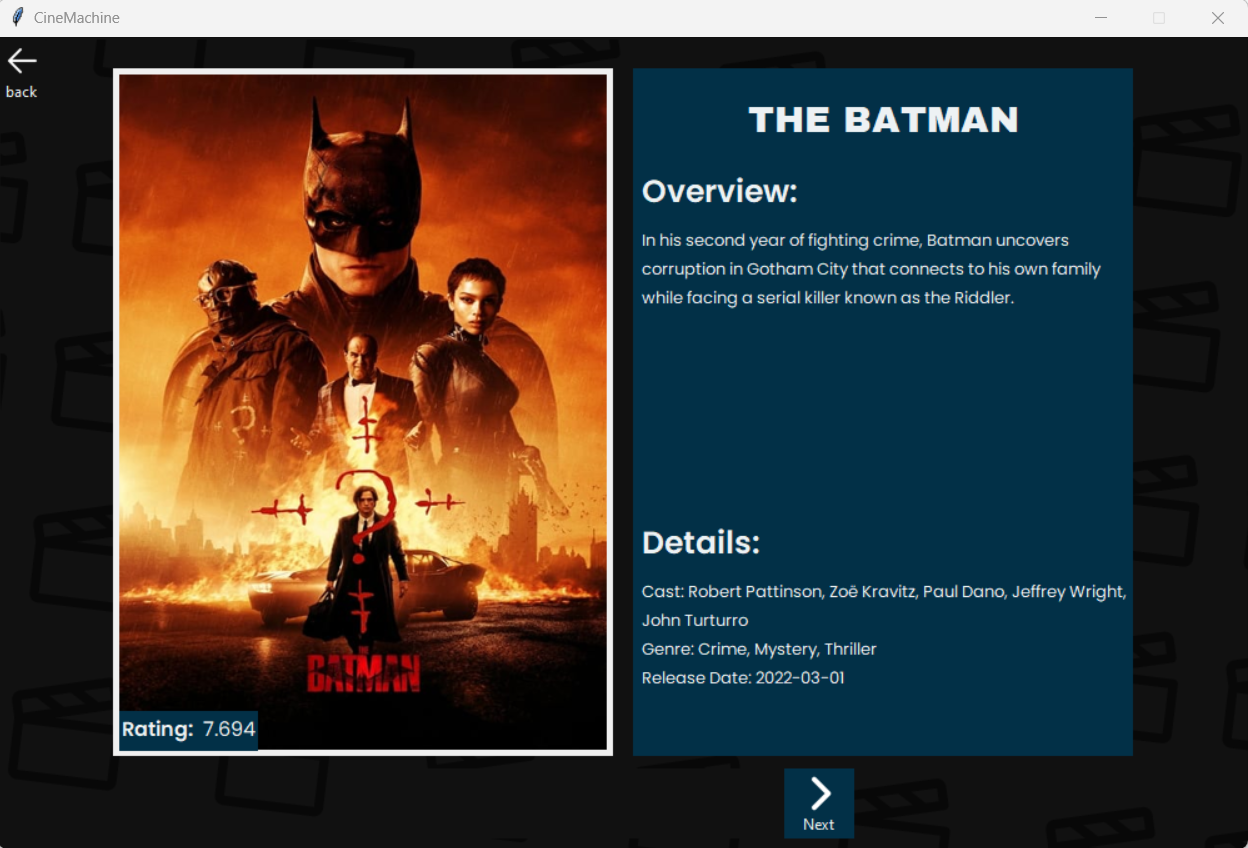 CineMachine
back
THE BATMAN
Overview:
In his second year of fighting crime, Batman uncovers
corruption in Gotham City that connects to his own family
while facing a serial killer known as the Riddler.
?
BATMAN
Rating: 7.694
Details:
Cast: Robert Pattinson, Zoë Kravitz, Paul Dano, Jeffrey Wright,
John Turturro
Genre: Crime, Mystery, Thriller
Release Date: 2022-03-01
Next